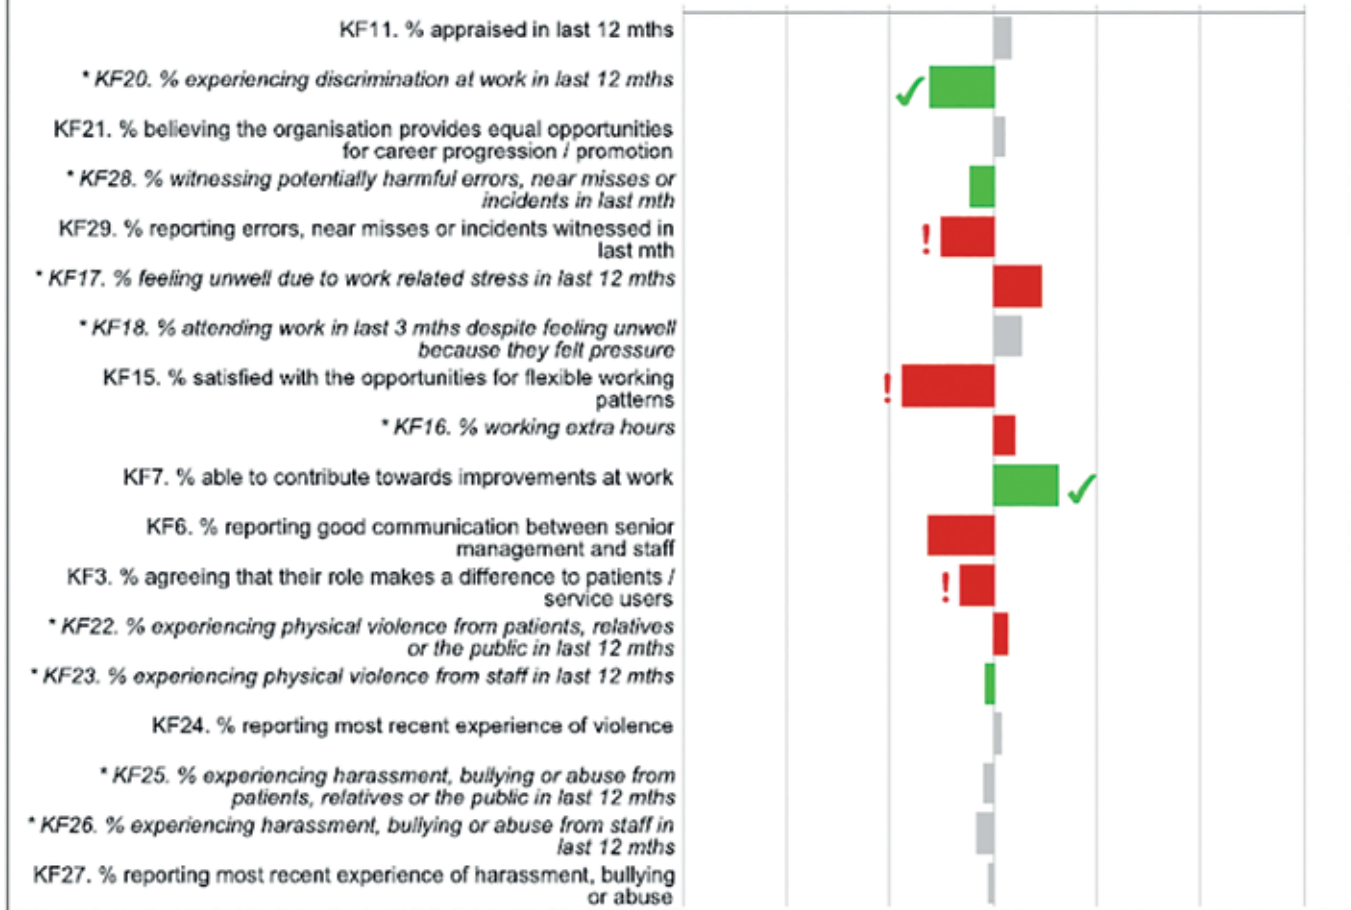 KF11. % appraised in last 12 mths
* KF20. % experiencing discrimination at work in last 12 mths
KF21. % believing the organisation provides equal opportunities
for career progression / promotion
* KF28. % witnessing potentially harmful errors, near misses or
incidents in last mth
KF29. % reporting errors, near misses or incidents witnessed in
last mth
!
* KF17. % feeling unwell due to work related stress in last 12 mths
* KF18. % attending work in last 3 mths despite feeling unwell
because they felt pressure
KF15. % satisfied with the opportunities for flexible working
patterns
!
* KF16. % working extra hours
KF7. % able to contribute towards improvements at work
KF6. % reporting good communication between senior
management and staff
KF3. % agreeing that their role makes a difference to patients /
service users
!
* KF22. % experiencing physical violence from patients, relatives
or the public in last 12 mths
* KF23. % experiencing physical violence from staff in last 12 mths
KF24. % reporting most recent experience of violence
* KF25. % experiencing harassment, bullying or abuse from
patients, relatives or the public in last 12 mths
* KF26. % experiencing harassment, bullying or abuse from staff in
last 12 mths
KF27. % reporting most recent experience of harassment, bullying
or abuse